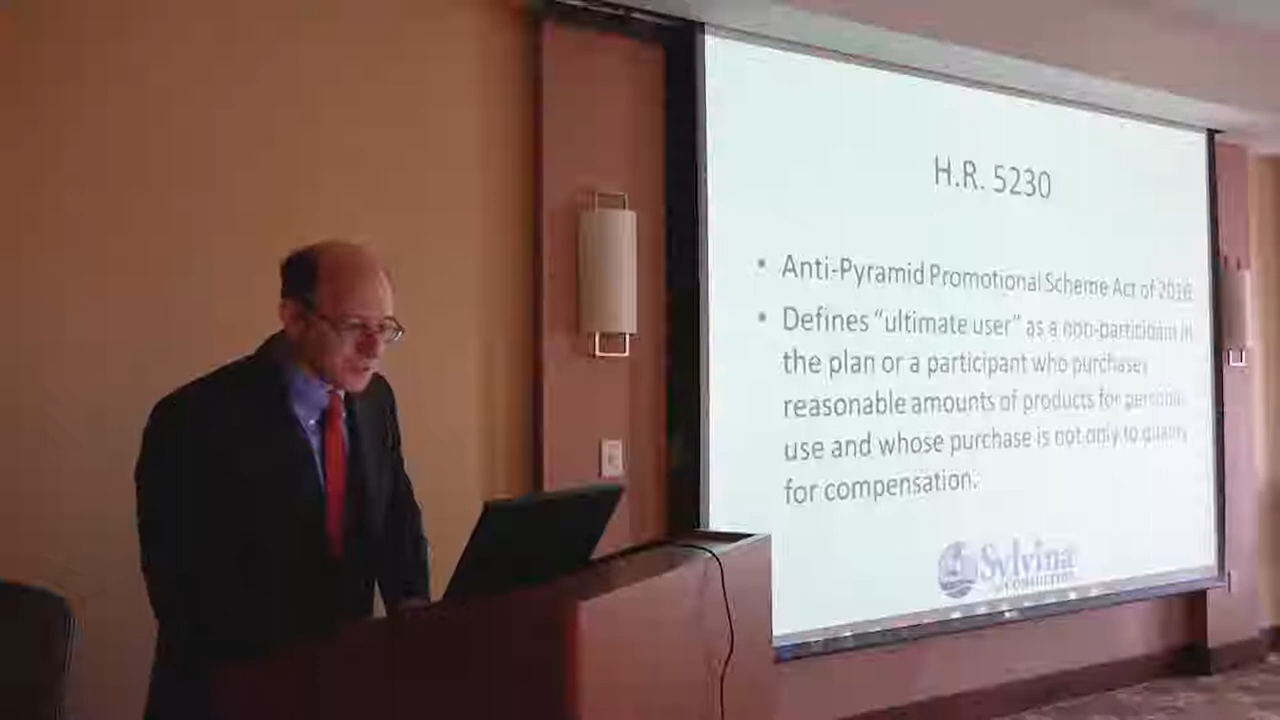 H.R. 5230
• Anti-Pyramid Promotional Scheme Act of 2016
• Defines “ultimate user” as a non-participant in
the plan or a participant who purchases
reasonable amounts of products for personal
use and whose purchase is not only to qualify
for compensation.
Sylvina
CONSULTING